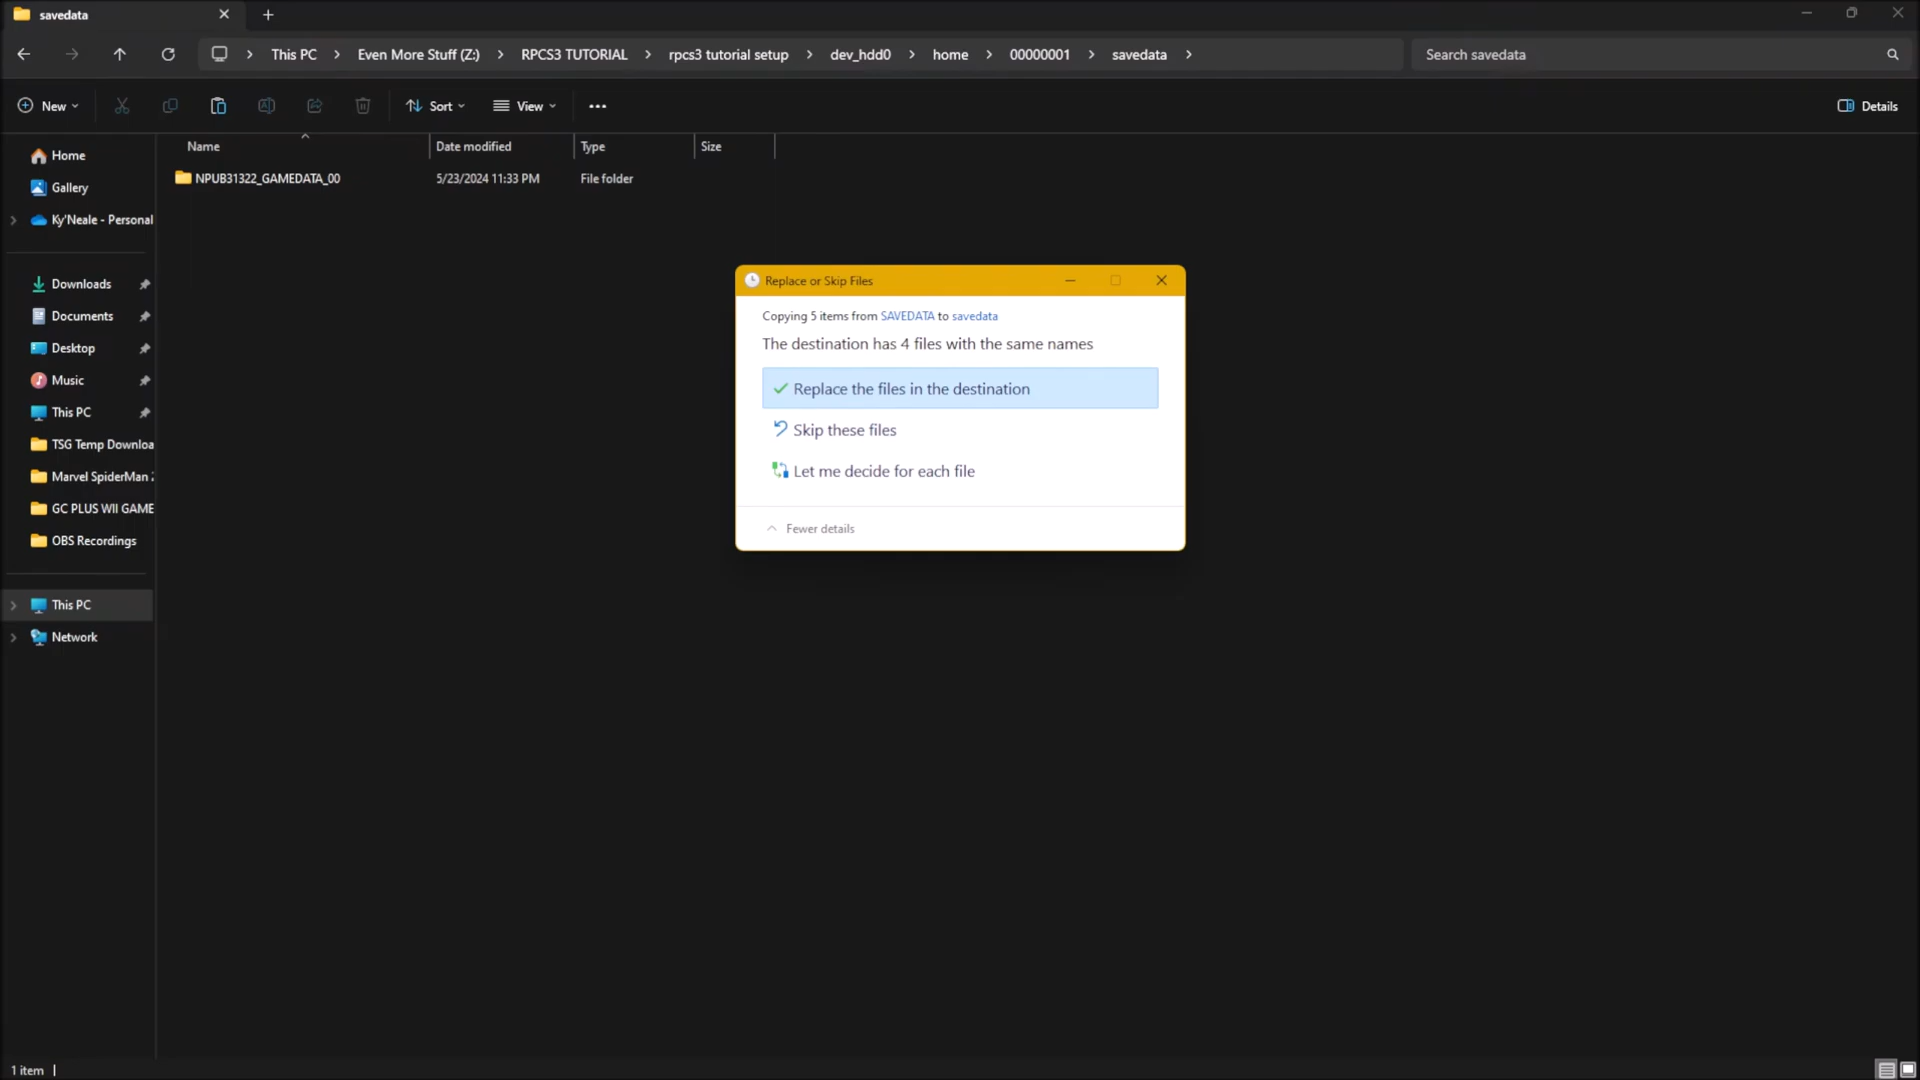 savedata
This PC > Even More Stuff (Z:) > RPCS3 TUTORIAL > rpcs3 tutorial setup > dev_hdd0 > home > 00000001 > savedata >
Search savedata
New
Sort
View
Details
Name
Date modified
Type
Size
NPUB31322_GAMEDATA_00
5/23/2024 11:33 PM
File folder
Home
Gallery
Ky'Neale - Personal
Downloads
Documents
Desktop
Music
This PC
TSG Temp Downloa
Marvel SpiderMan 2
GC PLUS WII GAME
OBS Recordings
This PC
Network
Replace or Skip Files
Copying 5 items from SAVEDATA to savedata
The destination has 4 files with the same names
Replace the files in the destination
Skip these files
Let me decide for each file
Fewer details
1 item